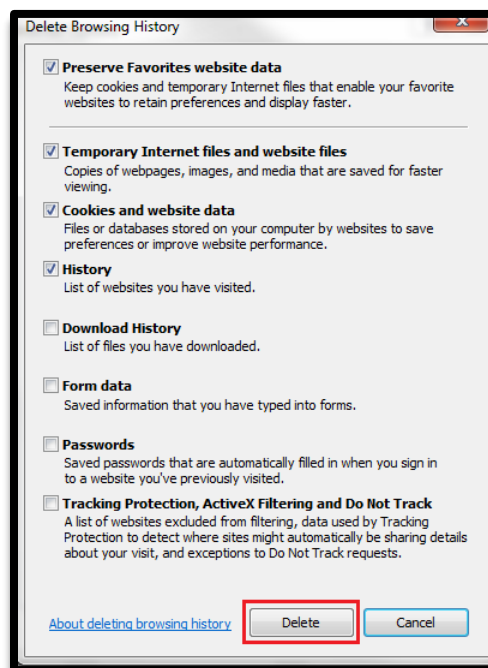 Delete Browsing History
X
Preserve Favorites website data
Keep cookies and temporary Internet files that enable your favorite
websites to retain preferences and display faster.
Temporary Internet files and website files
Copies of webpages, images, and media that are saved for faster
viewing.
Cookies and website data
Files or databases stored on your computer by websites to save
preferences or improve website performance.
History
List of websites you have visited.
Download History
List of files you have downloaded.
Form data
Saved information that you have typed into forms.
Passwords
Saved passwords that are automatically filled in when you sign in
to a website you've previously visited.
Tracking Protection, ActiveX Filtering and Do Not Track
A list of websites excluded from filtering, data used by Tracking
Protection to detect where sites might automatically be sharing details
about your visit, and exceptions to Do Not Track requests.
About deleting browsing history Delete Cancel